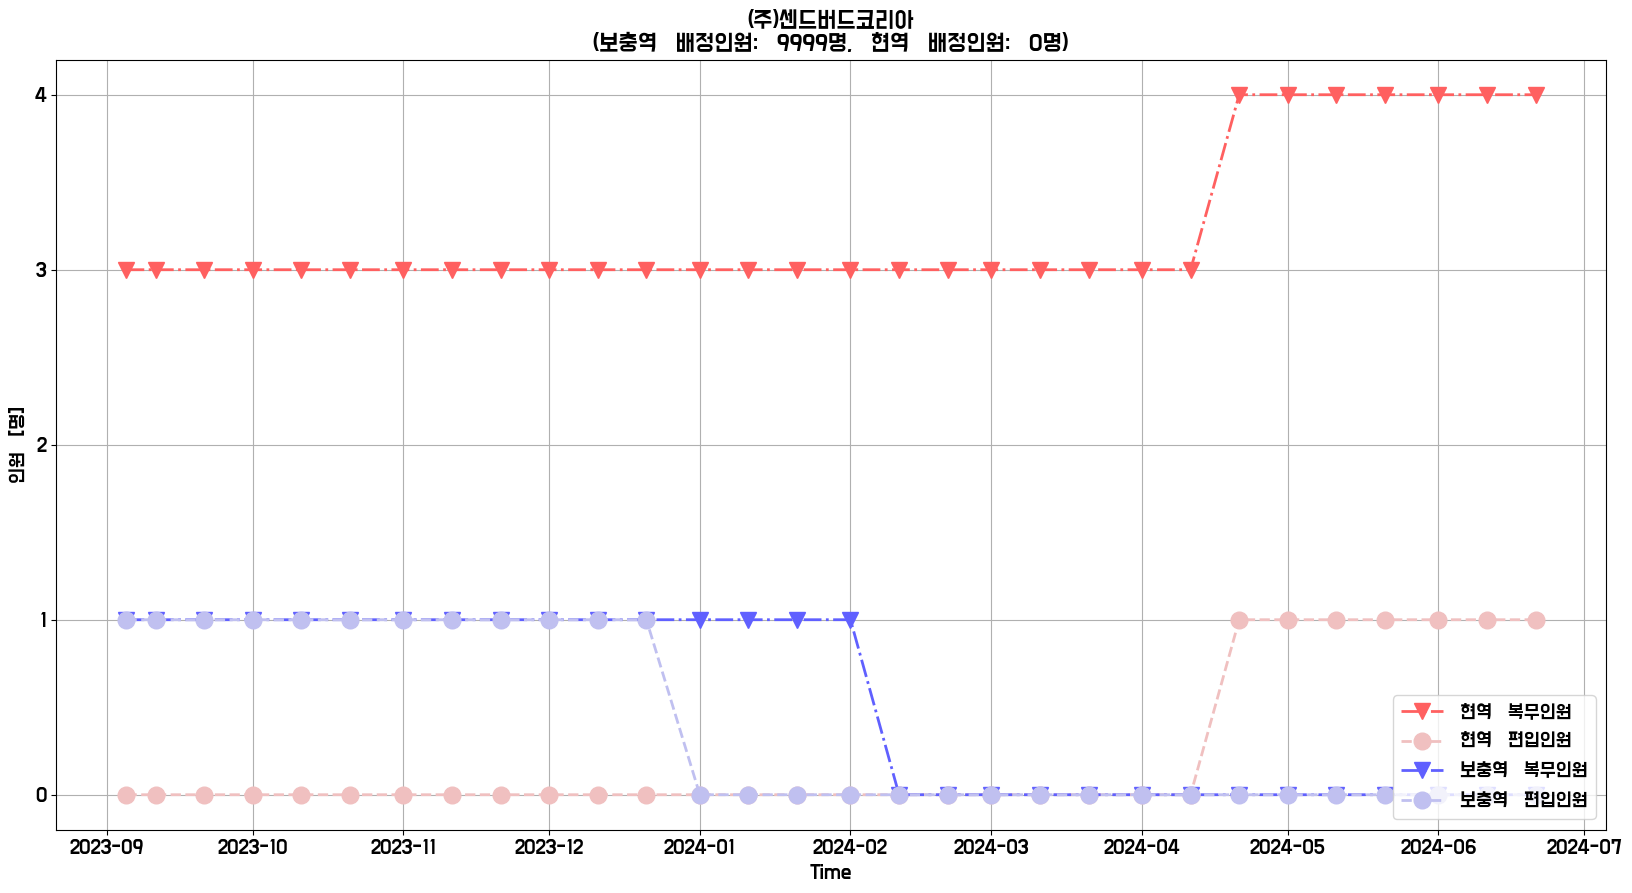 (주)센드버드코리아
(보충역 배정인원: 9999명, 현역 배정인원: 0명)
4
3
2
1
0
인원 [명]
2023-09 2023-10 2023-11 2023-12 2024-01 2024-02 2024-03 2024-04 2024-05 2024-06 2024-07
Time
현역 복무인원
현역 편입인원
보충역 복무인원
보충역 편입인원